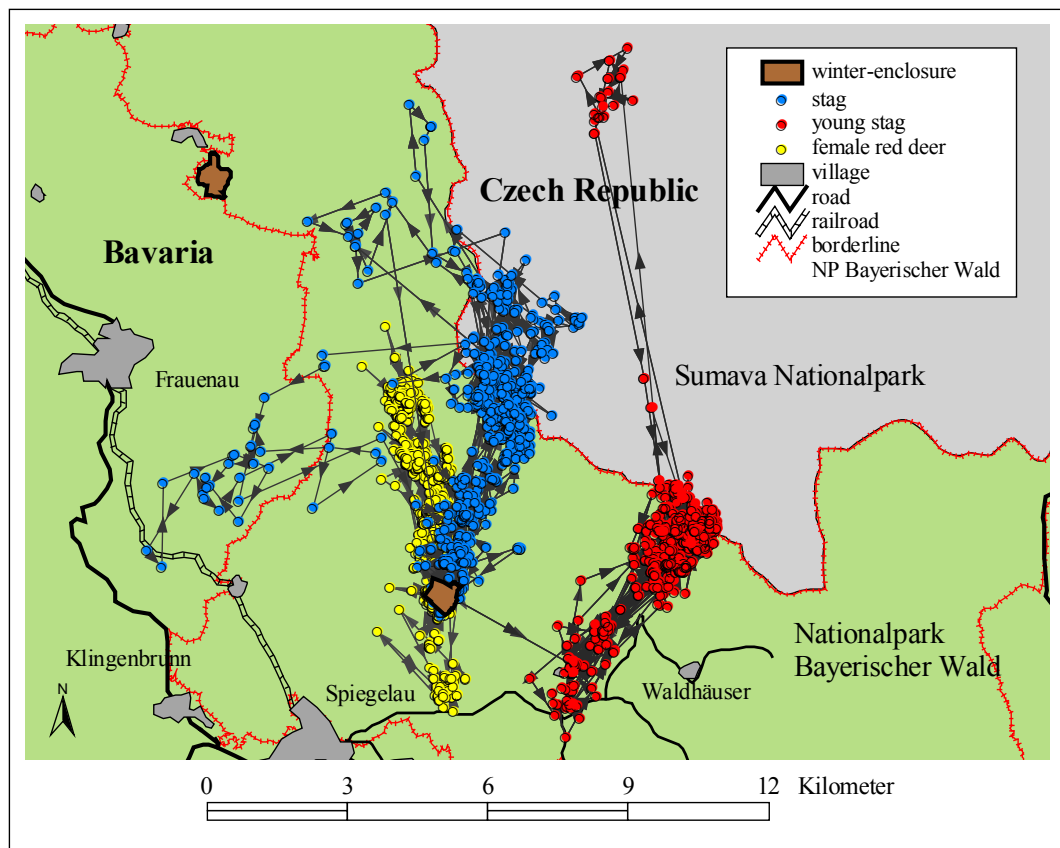 winter-enclosure
stag
young stag
female red deer
village
road
railroad
borderline
NP Bayerischer Wald
Czech Republic
Bavaria
Frauenau
Sumava Nationalpark
Klingenbrunn
Spiegelau
Waldhäuser
Nationalpark
Bayerischer Wald
N
0 3 6 9 12 Kilometer